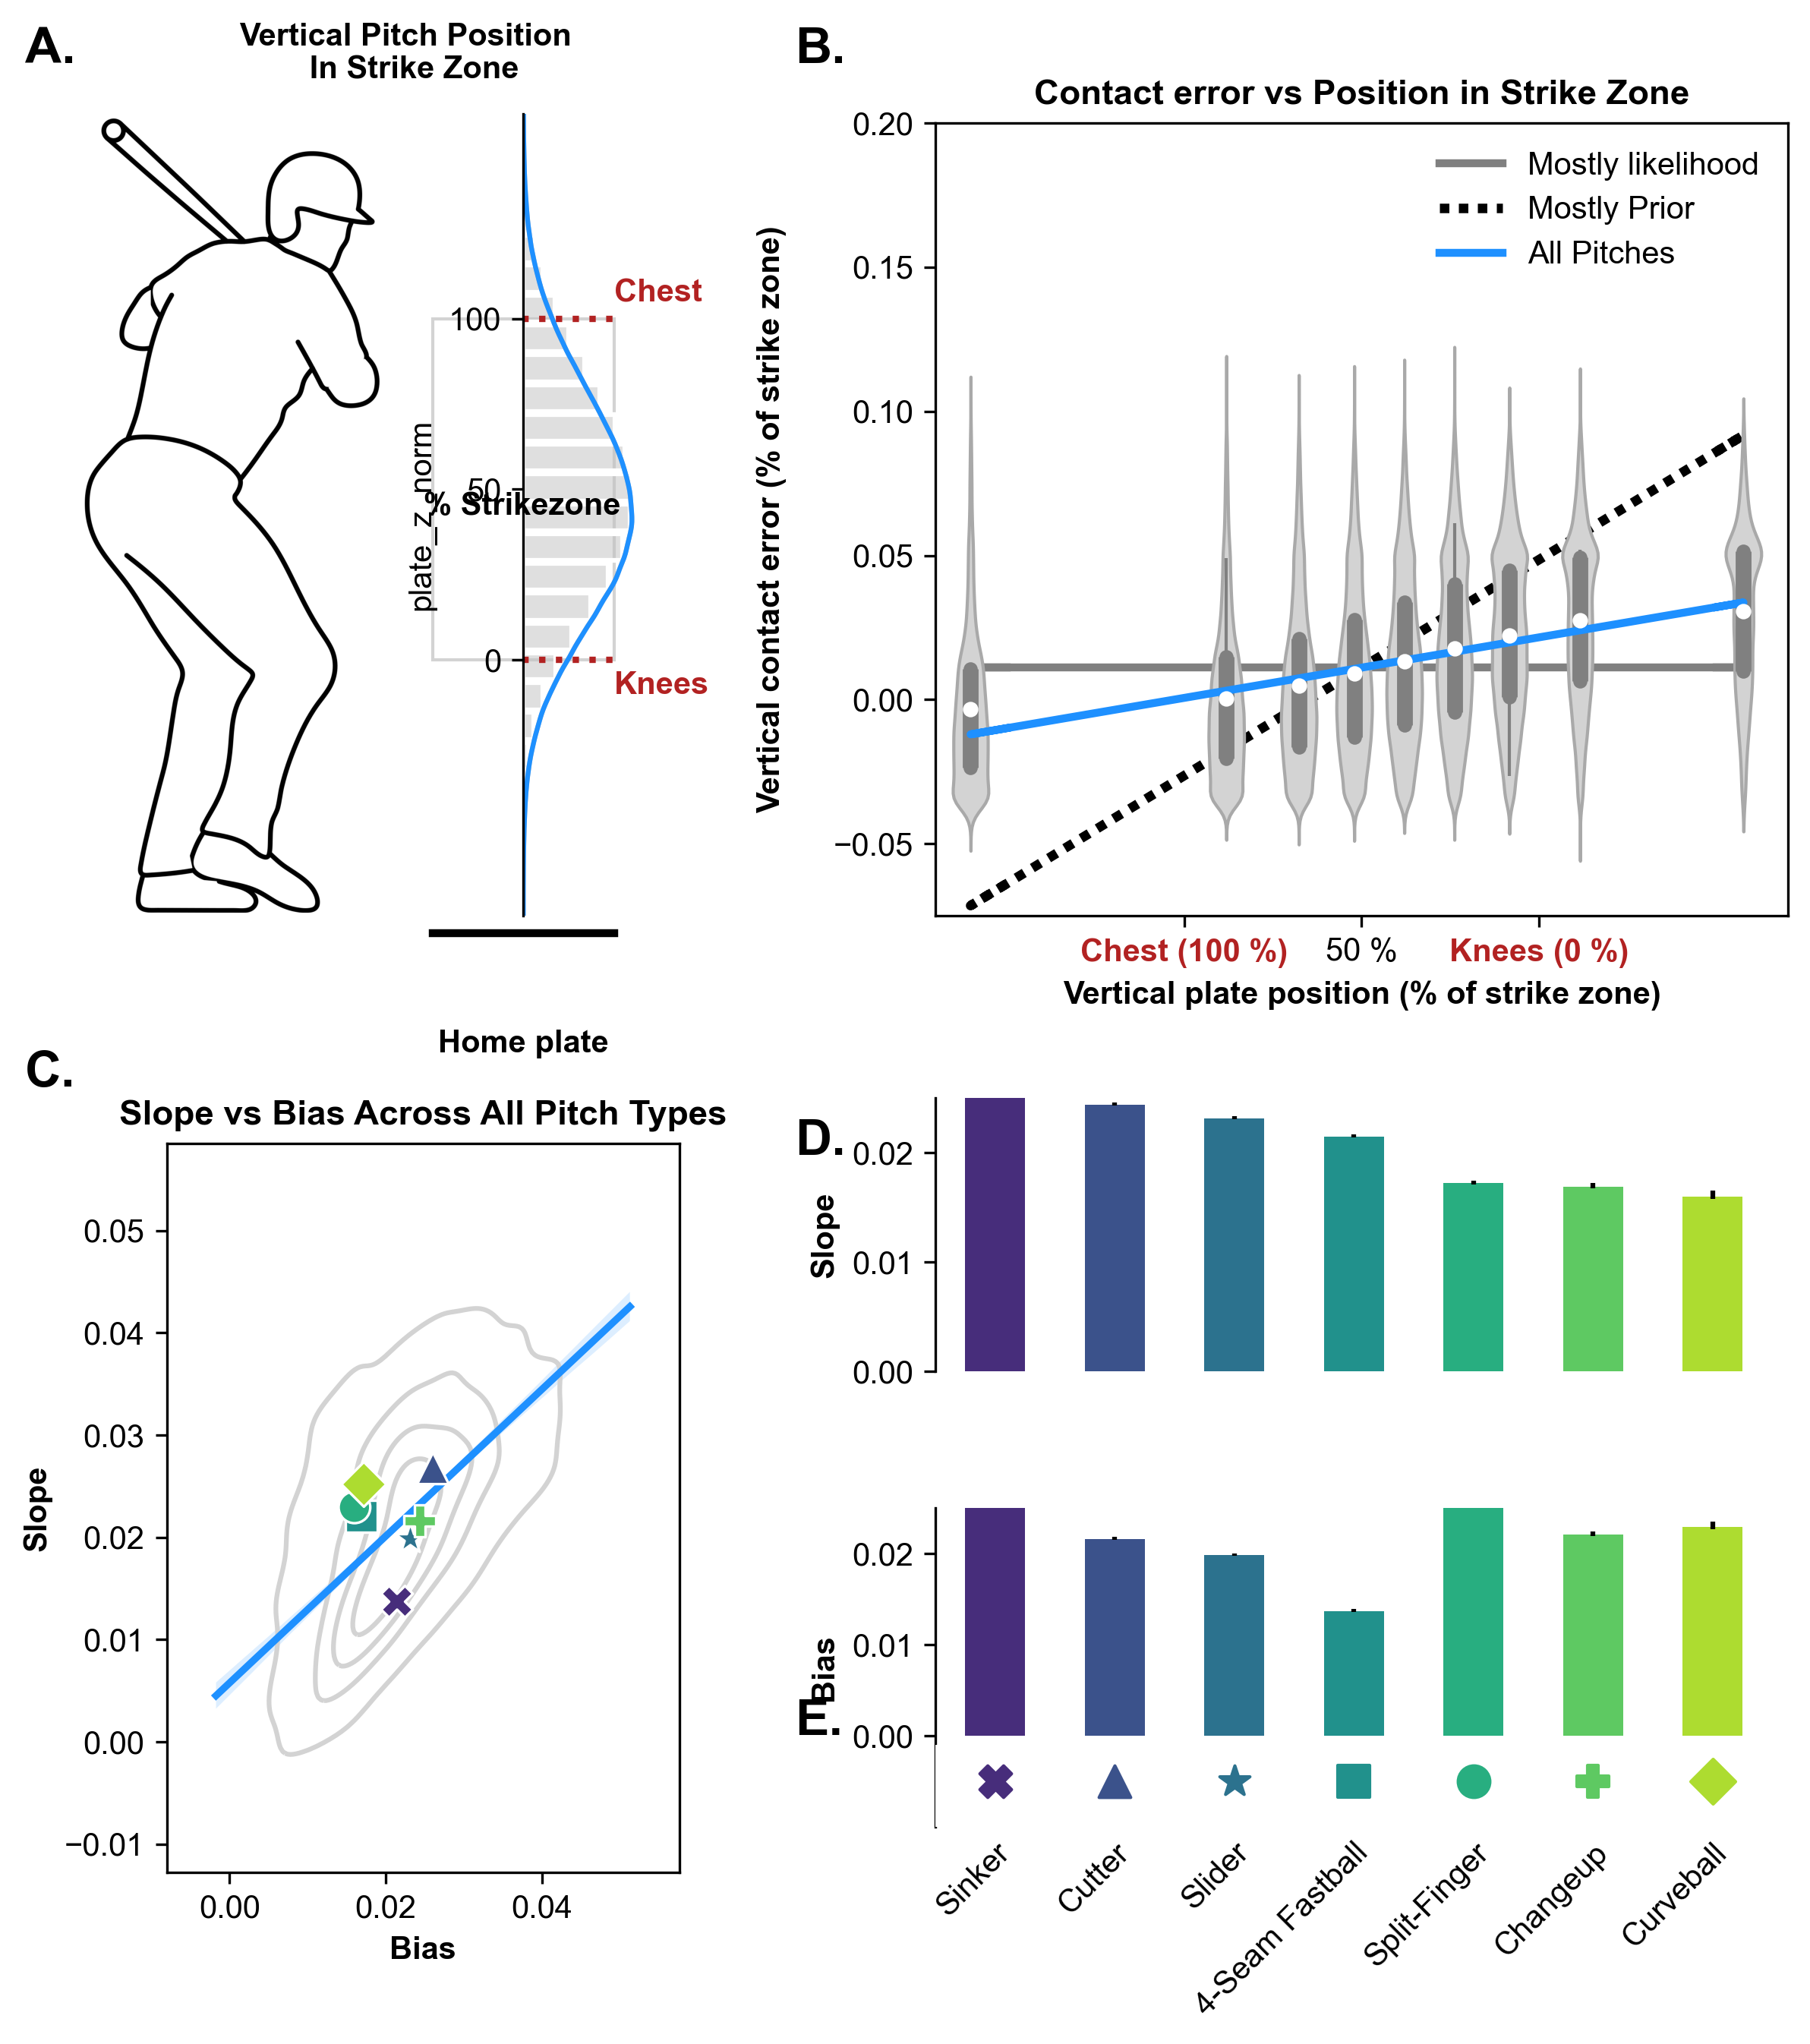 A.
Vertical Pitch Position
In Strike Zone
Chest
100
50
% Strikezone
plate_z_norm
0
Knees
Home plate
B.
Contact error vs Position in Strike Zone
0.20
0.15
0.10
0.05
0.00
−0.05
Vertical contact error (% of strike zone)
Mostly likelihood
Mostly Prior
All Pitches
Chest (100 %)
50 %
Knees (0 %)
Vertical plate position (% of strike zone)
C.
Slope vs Bias Across All Pitch Types
0.05
0.04
0.03
0.02
0.01
0.00
−0.01
Slope
0.00
0.02
0.04
Bias
D.
0.02
0.01
0.00
Slope
E.
0.02
0.01
0.00
Bias
Sinker
Cutter
Slider
4-Seam Fastball
Split-Finger
Changeup
Curveball